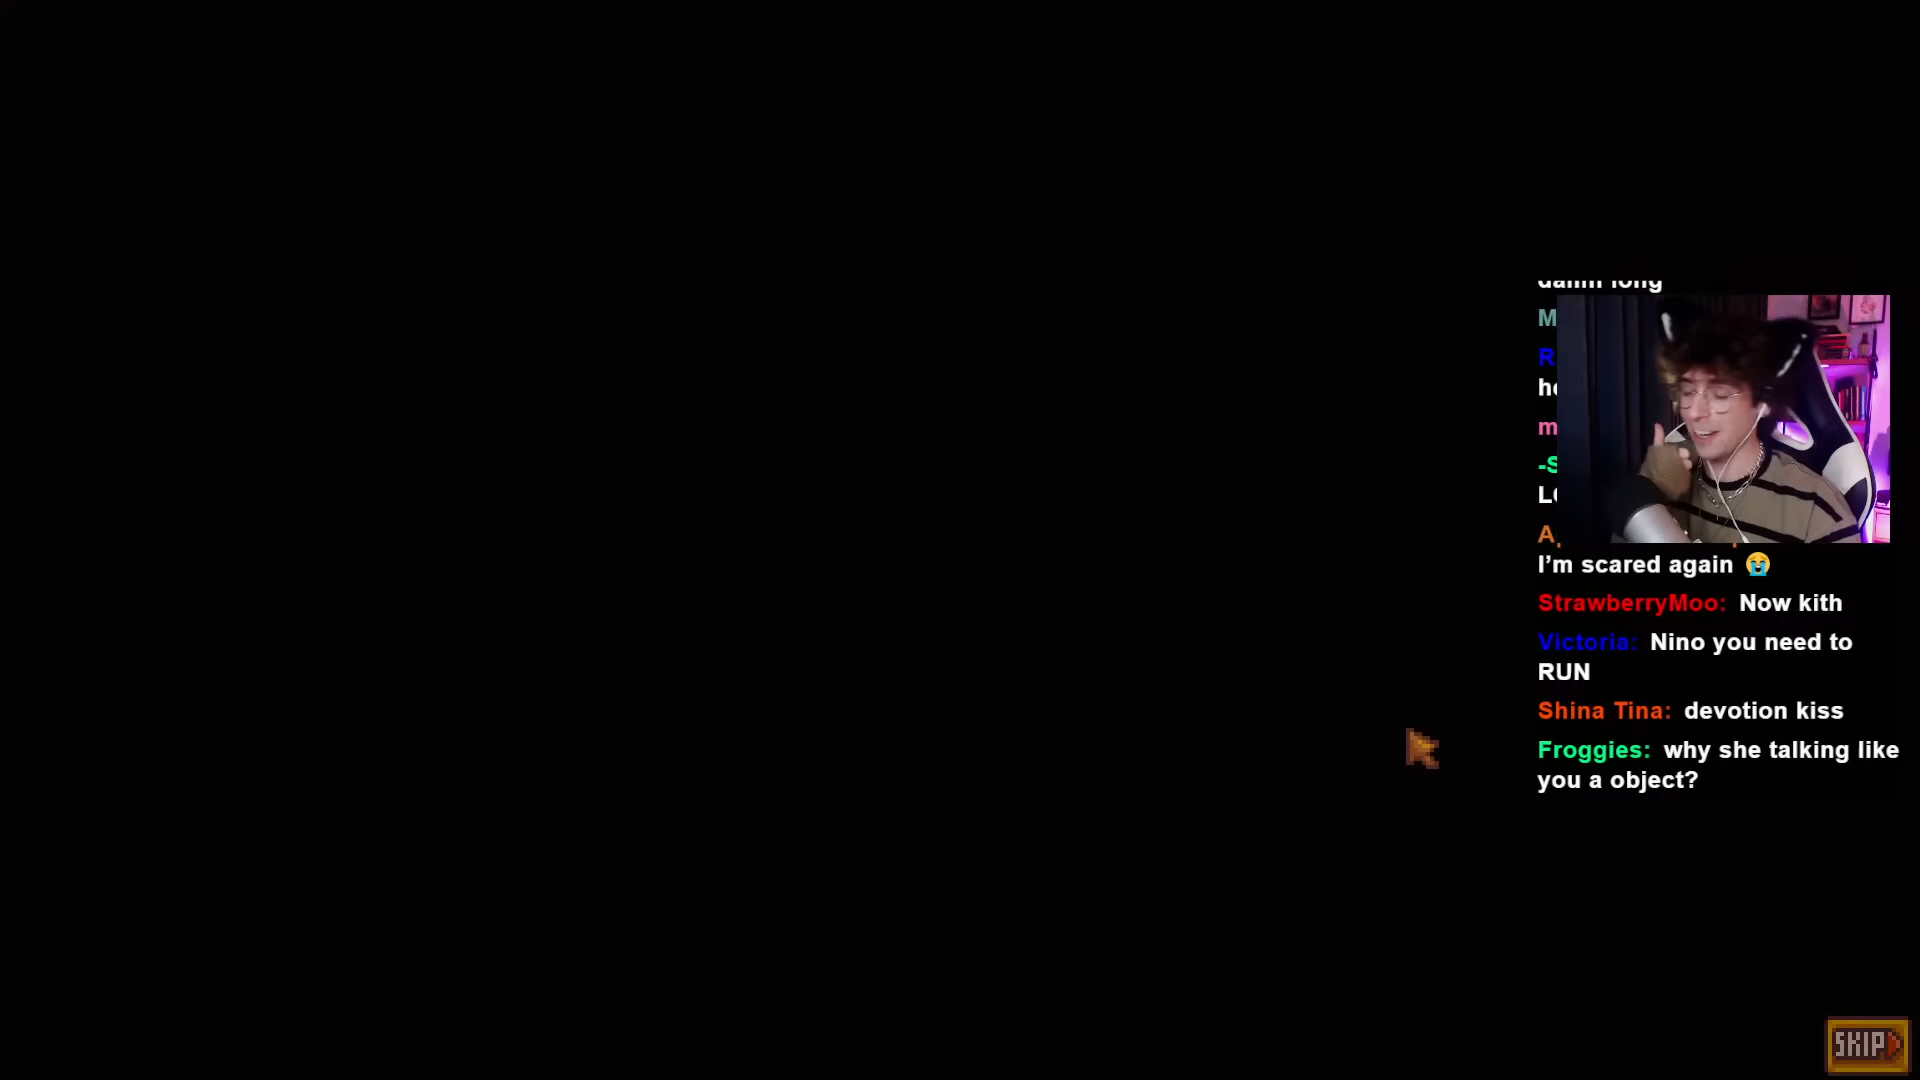 I'm scared again 😭
StrawberryMoo: Now kith
Victoria: Nino you need to
RUN
Shina Tina: devotion kiss
Froggies: why she talking like
you a object?
SKIP